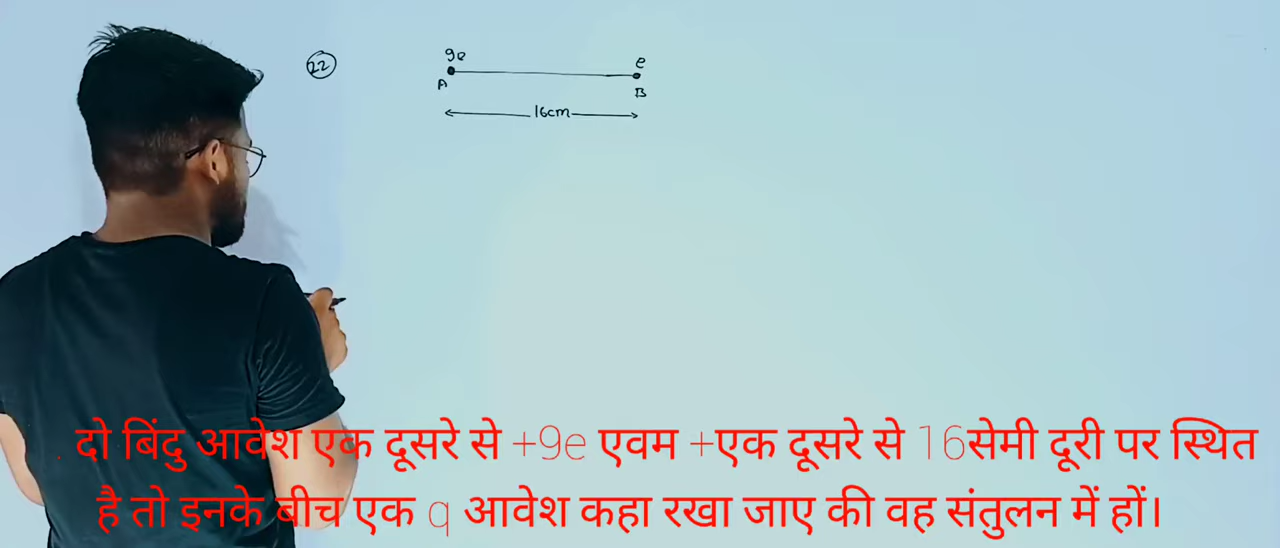 22
9e
e
A
B
16cm
. दो बिंदु आवेश एक दूसरे से +9e एवम +एक दूसरे से 16सेमी दूरी पर स्थित
है तो इनके बीच एक q आवेश कहा रखा जाए की वह संतुलन में हों।